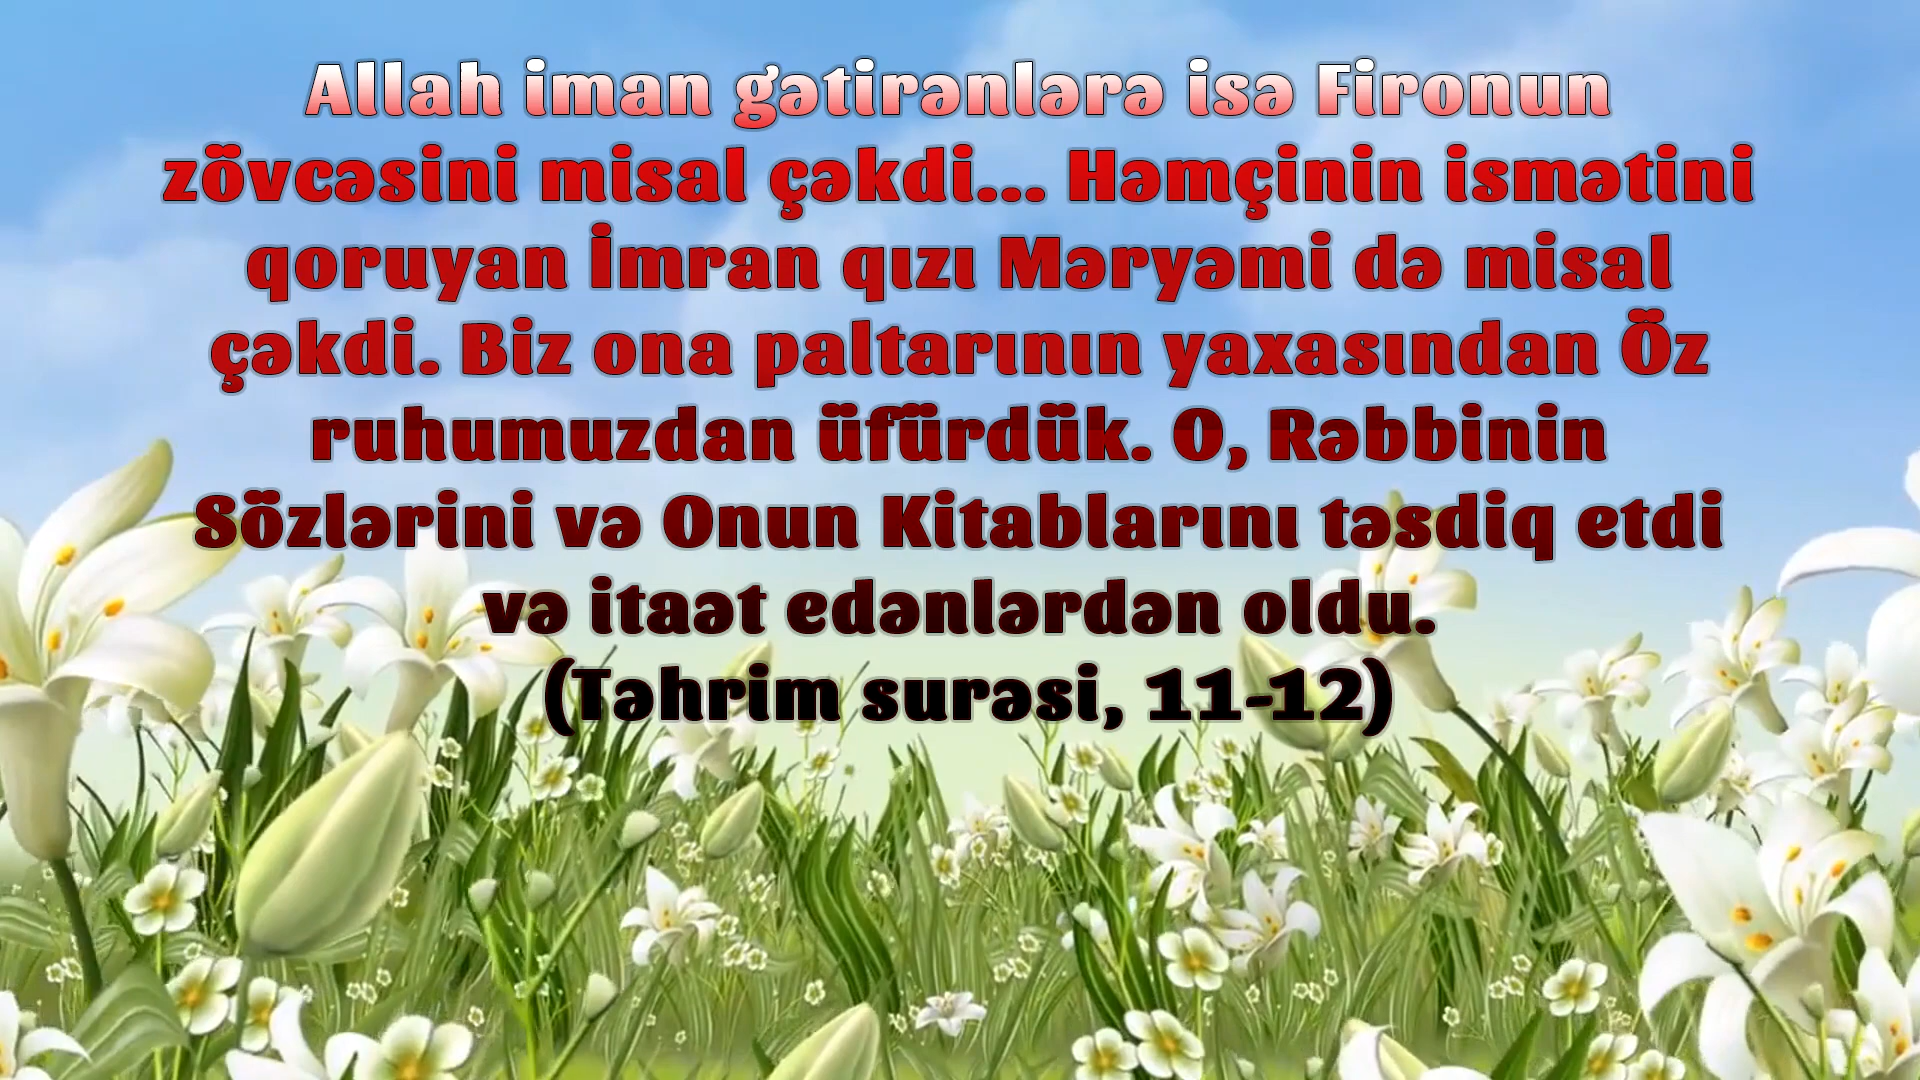 Allah iman gətirənlərə isə Fironun
zövcəsini misal çəkdi... Həmçinin ismətini
qoruyan İmran qızı Məryəmi də misal
çəkdi. Biz ona paltarının yaxasından Öz
ruhumuzdan üfürdük. O, Rəbbinin
Sözlərini və Onun Kitablarını təsdiq etdi
və itaət edənlərdən oldu.
(Təhrim surəsi, 11-12)